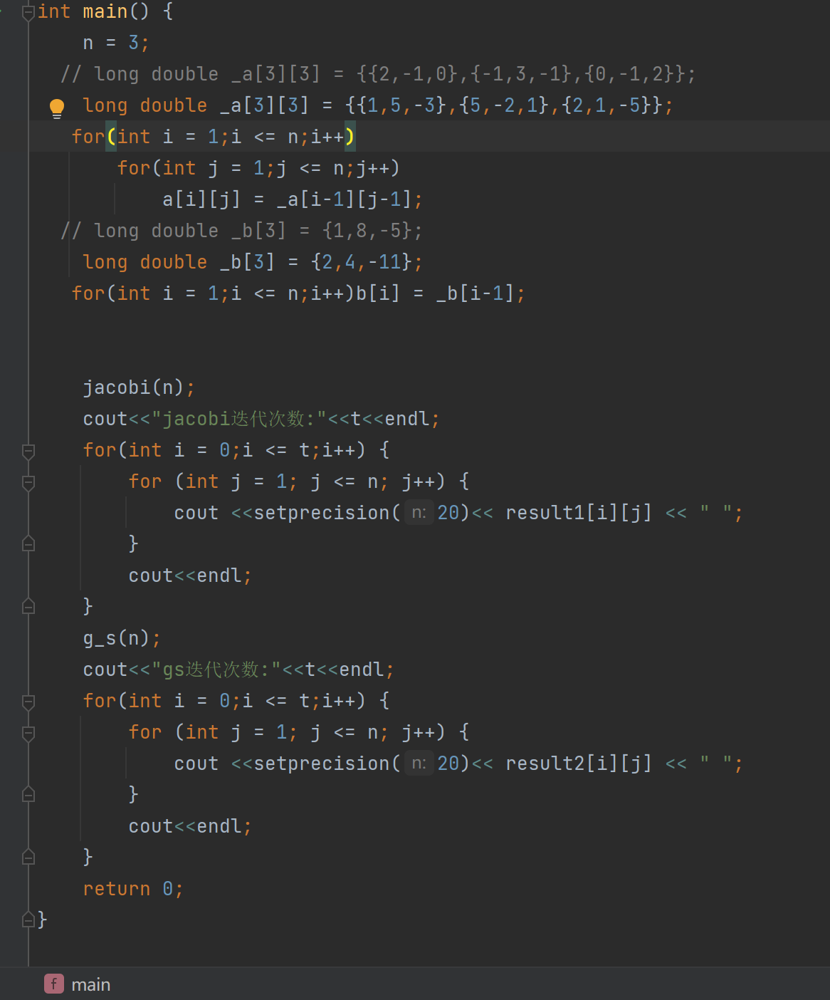 int main() {
    n = 3;
  // long double _a[3][3] = {{2,-1,0},{-1,3,-1},{0,-1,2}};
    long double _a[3][3] = {{1,5,-3},{5,-2,1},{2,1,-5}};
   for(int i = 1;i <= n;i++)
       for(int j = 1;j <= n;j++)
           a[i][j] = _a[i-1][j-1];
  // long double _b[3] = {1,8,-5};
    long double _b[3] = {2,4,-11};
   for(int i = 1;i <= n;i++)b[i] = _b[i-1];
    jacobi(n);
    cout<<"jacobi迭代次数:"<<t<<endl;
    for(int i = 0;i <= t;i++) {
        for (int j = 1; j <= n; j++) {
            cout <<setprecision( n: 20)<< result1[i][j] << " ";
        }
        cout<<endl;
    }
    g_s(n);
    cout<<"gs迭代次数:"<<t<<endl;
    for(int i = 0;i <= t;i++) {
        for (int j = 1; j <= n; j++) {
            cout <<setprecision( n: 20)<< result2[i][j] << " ";
        }
        cout<<endl;
    }
    return 0;
}
f main